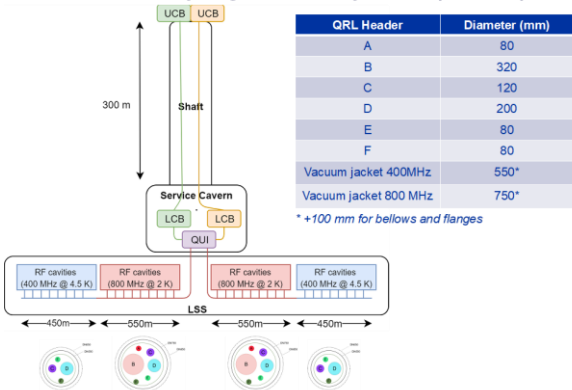 UCB UCB
300 m
Shaft
Service Cavern
LCB LCB
QUI
RF cavities
(400 MHz @ 4.5 K)
RF cavities
(800 MHz @ 2 K)
RF cavities
(800 MHz @ 2 K)
RF cavities
(400 MHz @ 4.5 K)
LSS
450m 550m 550m 450m
QRL Header Diameter (mm)
A 80
B 320
C 120
D 200
E 80
F 80
Vacuum jacket 400MHz 550*
Vacuum jacket 800 MHz 750*
* +100 mm for bellows and flanges
D
B D
B D
D